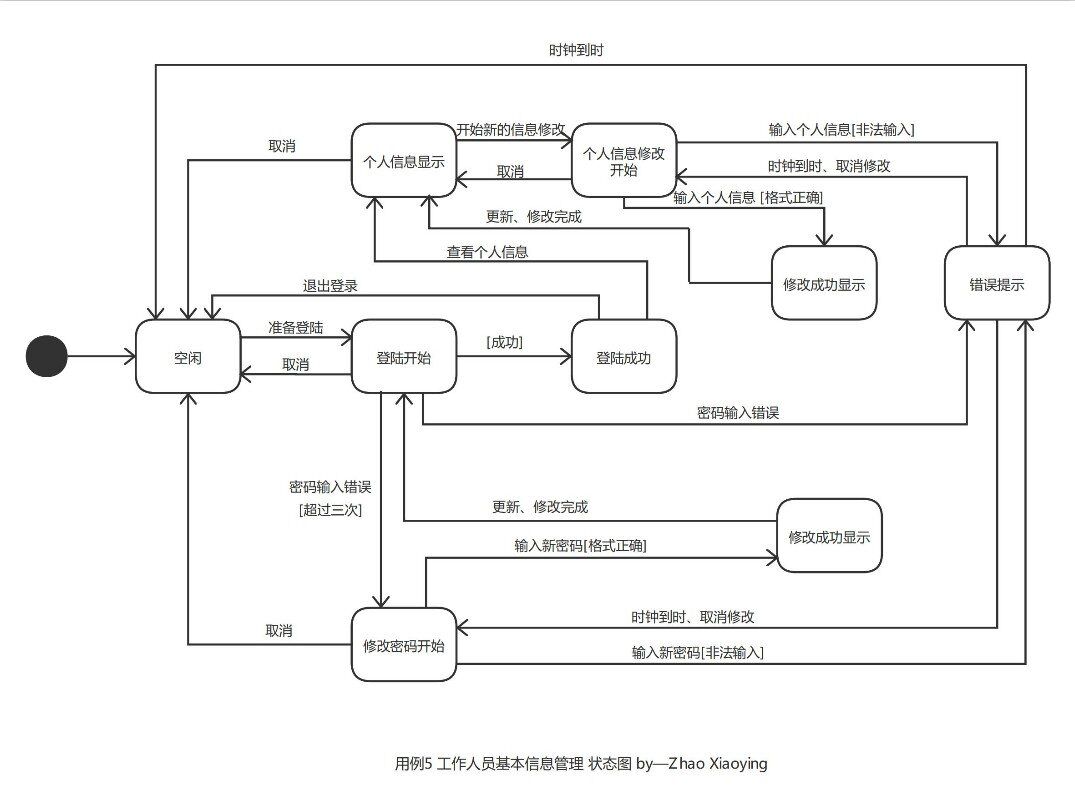 时钟到时
开始新的信息修改
输入个人信息[非法输入]
取消
个人信息显示
个人信息修改
开始
时钟到时、取消修改
取消
输入个人信息 [格式正确]
更新、修改完成
查看个人信息
修改成功显示
错误提示
退出登录
准备登陆
[成功]
空闲
登陆开始
登陆成功
取消
密码输入错误
密码输入错误
[超过三次]
更新、修改完成
修改成功显示
输入新密码[格式正确]
时钟到时、取消修改
取消
修改密码开始
输入新密码[非法输入]
用例5 工作人员基本信息管理 状态图 by—Zhao Xiaoying